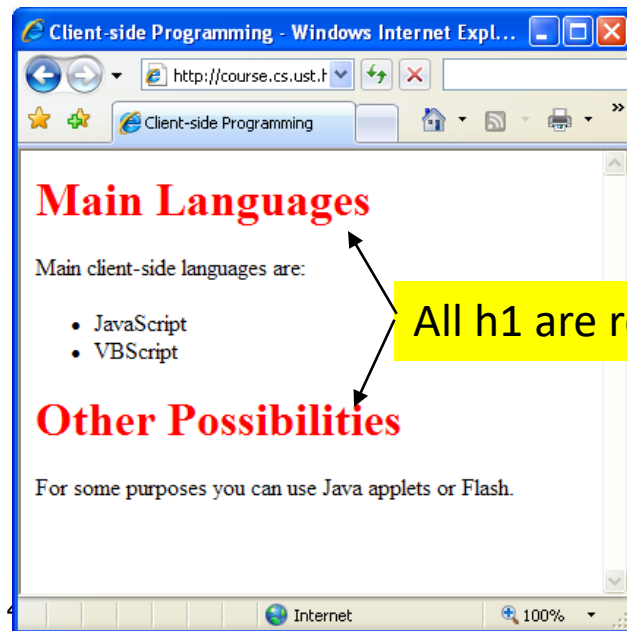 Client-side Programming - Windows Internet Expl...
http://course.cs.ust.h
Client-side Programming
»
Main Languages
Main client-side languages are:
• JavaScript
• VBScript
All h1 are
Other Possibilities
For some purposes you can use Java applets or Flash.
Internet
100%